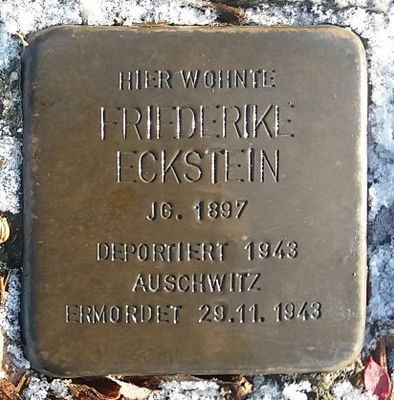 HIER WOHNTE
FRIEDERIKE
ECKSTEIN
JG. 1897
DEPORTIERT 1943
AUSCHWITZ
ERMORDET 29.11.1943